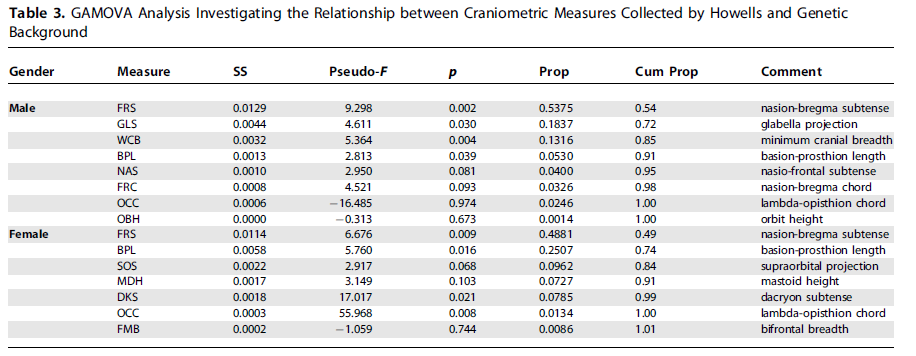 Table 3. GAMOVA Analysis Investigating the Relationship between Craniometric Measures Collected by Howells and Genetic
Background
Gender Measure SS Pseudo-F p Prop Cum Prop Comment
Male FRS 0.0129 9.298 0.002 0.5375 0.54 nasion-bregma subtense
GLS 0.0044 4.611 0.030 0.1837 0.72 glabella projection
WCB 0.0032 5.364 0.004 0.1316 0.85 minimum cranial breadth
BPL 0.0013 2.813 0.039 0.0530 0.91 basion-prosthion length
NAS 0.0010 2.950 0.081 0.0400 0.95 nasio-frontal subtense
FRC 0.0008 4.521 0.093 0.0326 0.98 nasion-bregma chord
OCC 0.0006 −16.485 0.974 0.0246 1.00 lambda-opisthion chord
OBH 0.0000 −0.313 0.673 0.0014 1.00 orbit height
Female FRS 0.0114 6.676 0.009 0.4881 0.49 nasion-bregma subtense
BPL 0.0058 5.760 0.016 0.2507 0.74 basion-prosthion length
SOS 0.0022 2.917 0.068 0.0962 0.84 supraorbital projection
MDH 0.0017 3.149 0.103 0.0727 0.91 mastoid height
DKS 0.0018 17.017 0.021 0.0785 0.99 dacryon subtense
OCC 0.0003 55.968 0.008 0.0134 1.00 lambda-opisthion chord
FMB 0.0002 −1.059 0.744 0.0086 1.01 bifrontal breadth